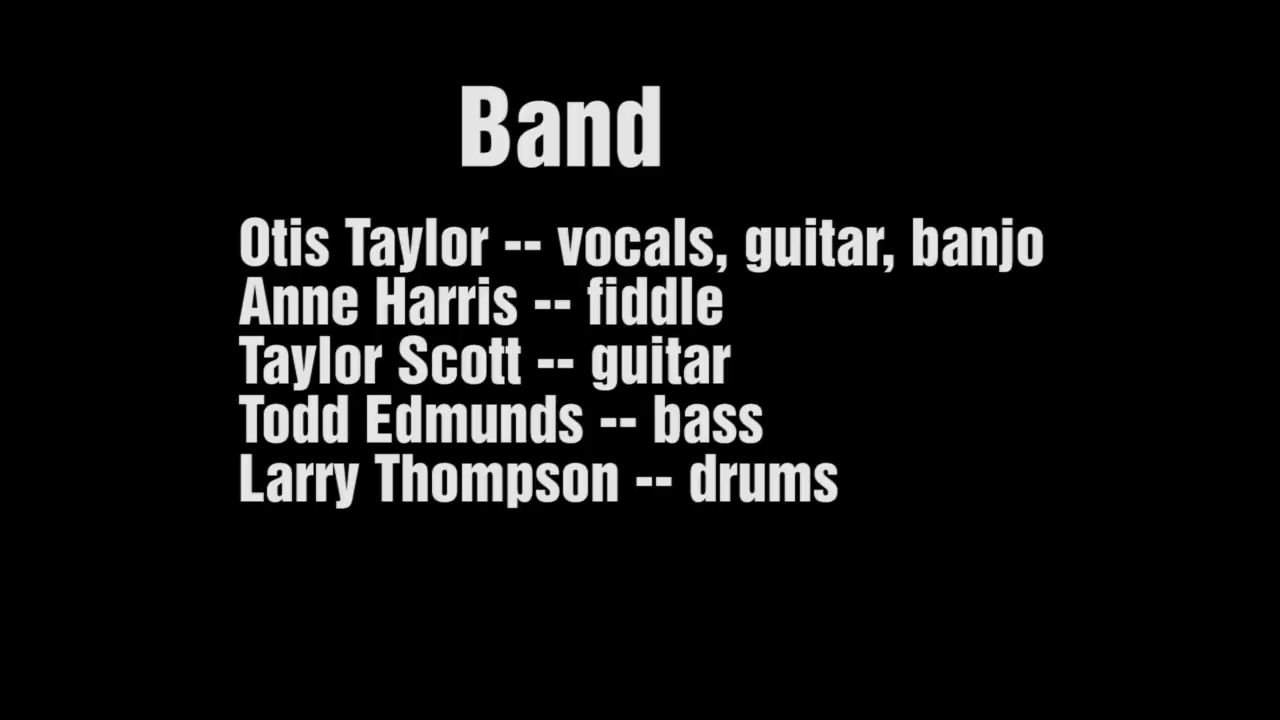 Band
Otis Taylor -- vocals, guitar, banjo
Anne Harris -- fiddle
Taylor Scott -- guitar
Todd Edmunds -- bass
Larry Thompson -- drums